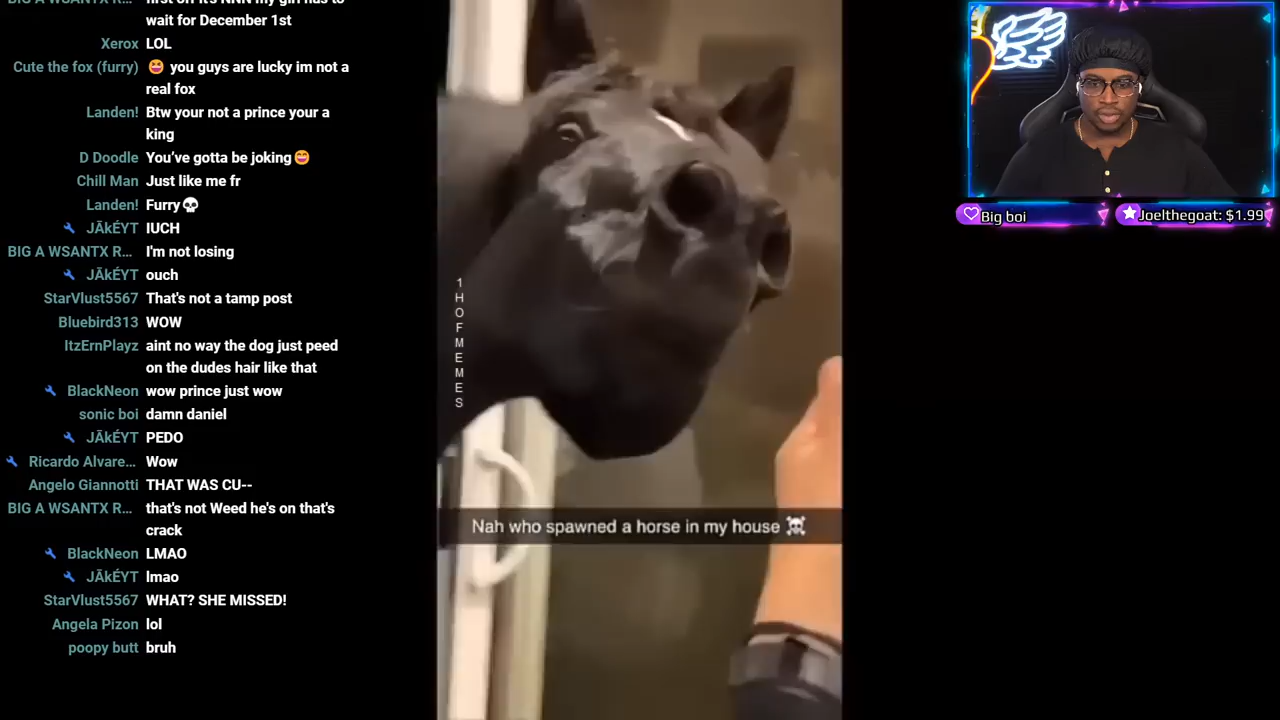 BIG A WSANTX R… first off it's NNN my girl has to
wait for December 1st
Xerox LOL
Cute the fox (furry) 😆 you guys are lucky im not a
real fox
Landen! Btw your not a prince your a
king
D Doodle You've gotta be joking😆
Chill Man Just like me fr
Landen! Furry💀
JÃkÉYT IUCH
BIG A WSANTX R… I'm not losing
JÃkÉYT ouch
StarVlust5567 That's not a tamp post
Bluebird313 WOW
ItzErnPlayz aint no way the dog just peed
on the dudes hair like that
BlackNeon wow prince just wow
sonic boi damn daniel
JÃkÉYT PEDO
Ricardo Alvare… Wow
Angelo Giannotti THAT WAS CU--
BIG A WSANTX R… that's not Weed he's on that's
crack
BlackNeon LMAO
JÃkÉYT lmao
StarVlust5567 WHAT? SHE MISSED!
Angela Pizon lol
poopy butt bruh
1HOFMEMES
Nah who spawned a horse in my house ☠️
Big boi
Joelthegoat: $1.99